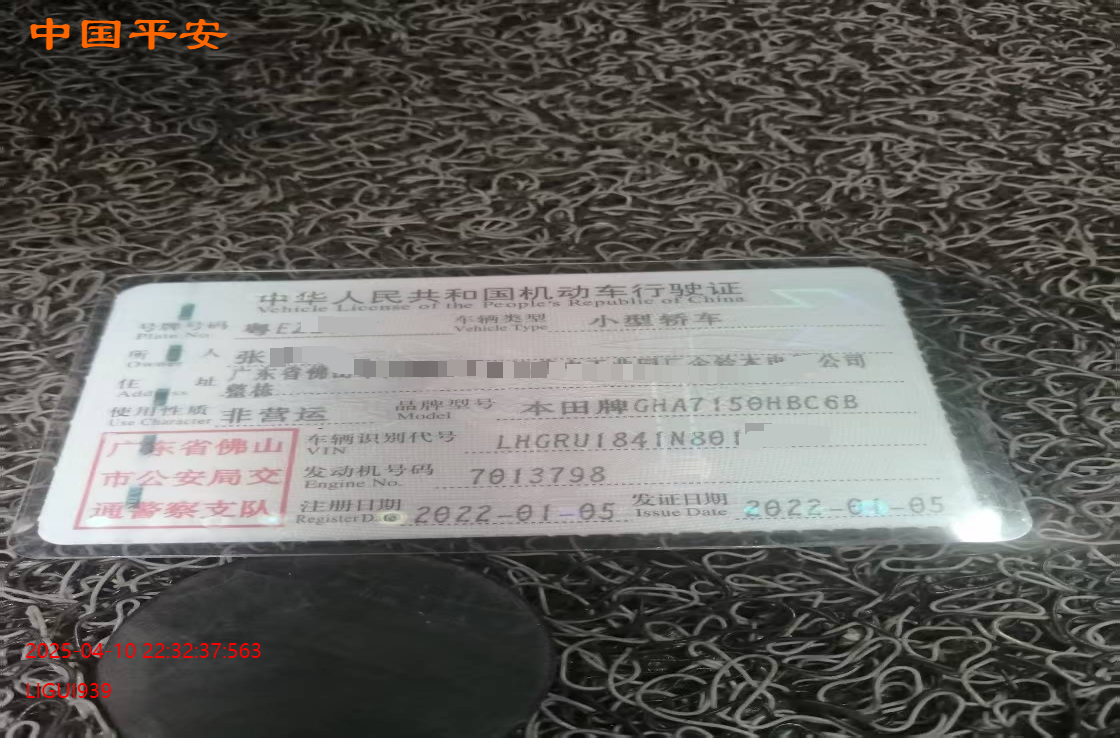 中国平安
中华人民共和国机动车行驶证
Vehicle License of the People's Republic of China
号牌号码 粤E 车辆类型 小型轿车
Plate No. Vehicle Type
所 人 张
Owner
住 址 广东省佛 公司
Address
使用性质 非营运 品牌型号 本田牌GHA7150HBC6B
Use Character Model
广东省佛山 车辆识别代号 LHGRU1841N801
VIN
市公安局交 发动机号码 7013798
Engine No.
通警察支队 注册日期 2022-01-05 发证日期 2022-01-05
Register Date Issue Date
2025 04 10 22:32:37:563
LIGUI939